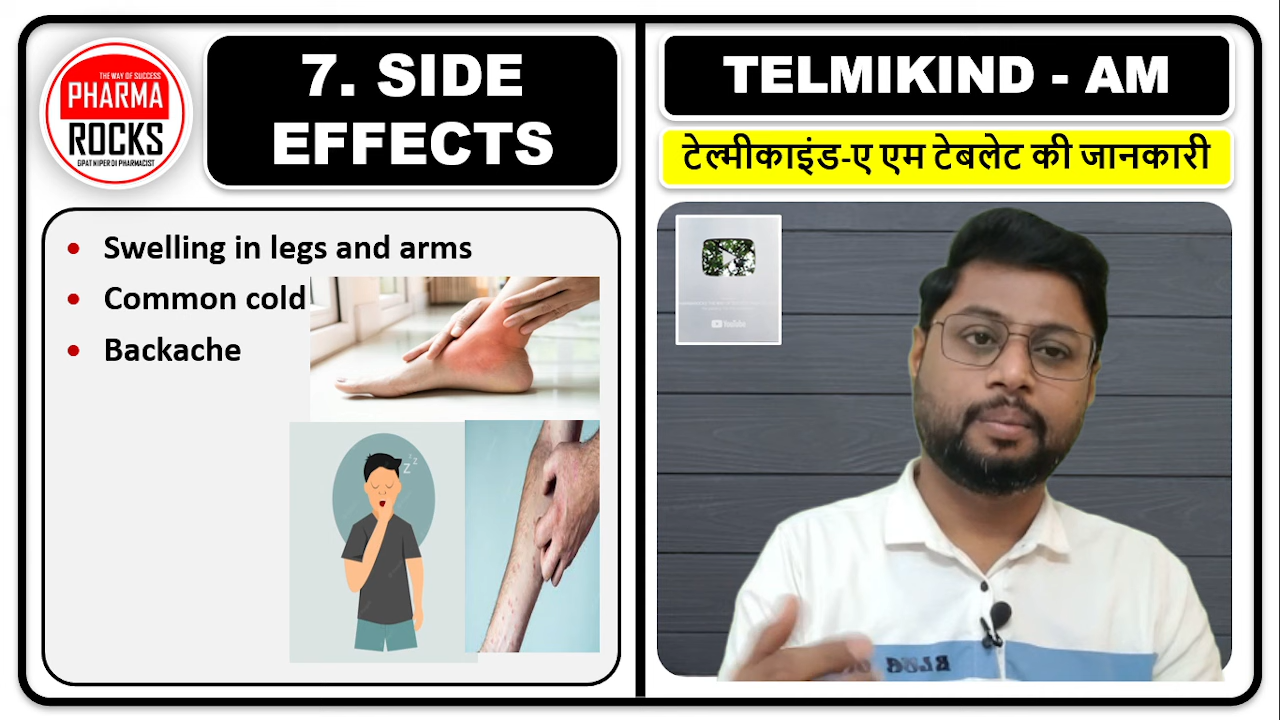 THE WAY OF SUCCESS
PHARMA
ROCKS
GPAT NIPER DI PHARMACIST
7. SIDE
EFFECTS
Swelling in legs and arms
Common cold
Backache
z z z
TELMIKIND - AM
टेल्मीकाइंड-ए एम टेबलेट की जानकारी
YouTube